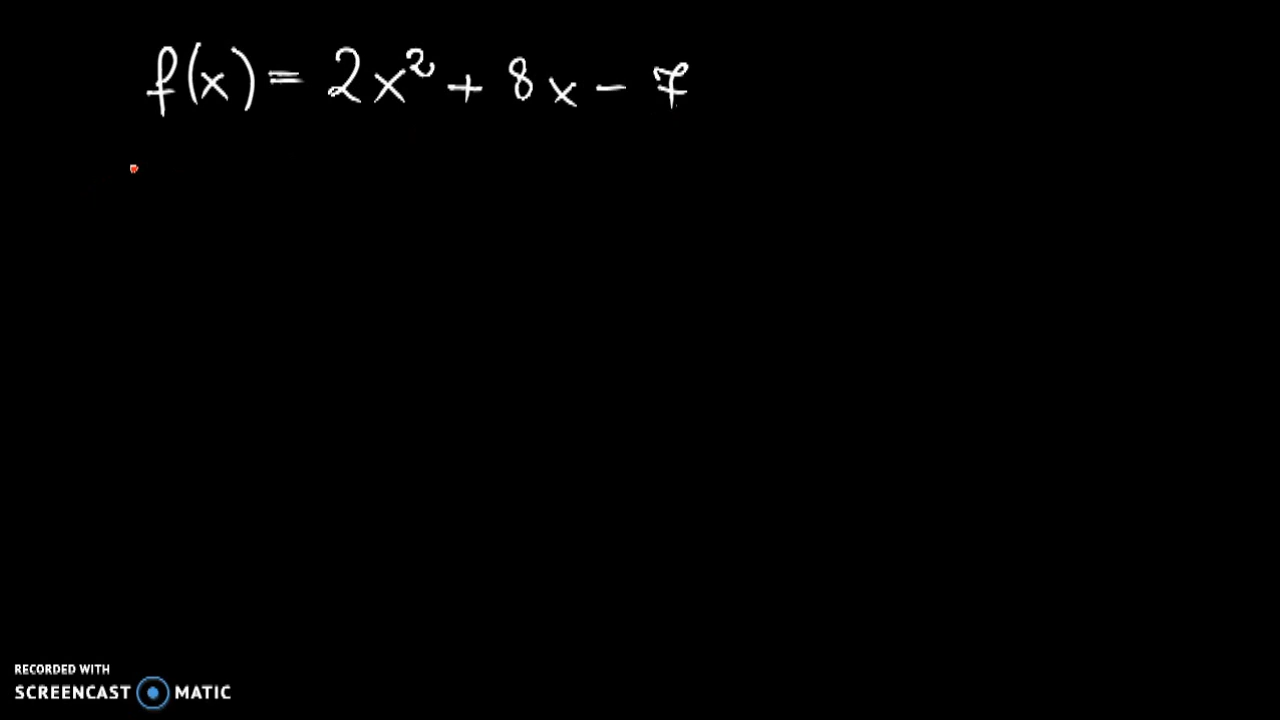 f(x) = 2x² + 8x - 7
RECORDED WITH
SCREENCAST MATIC